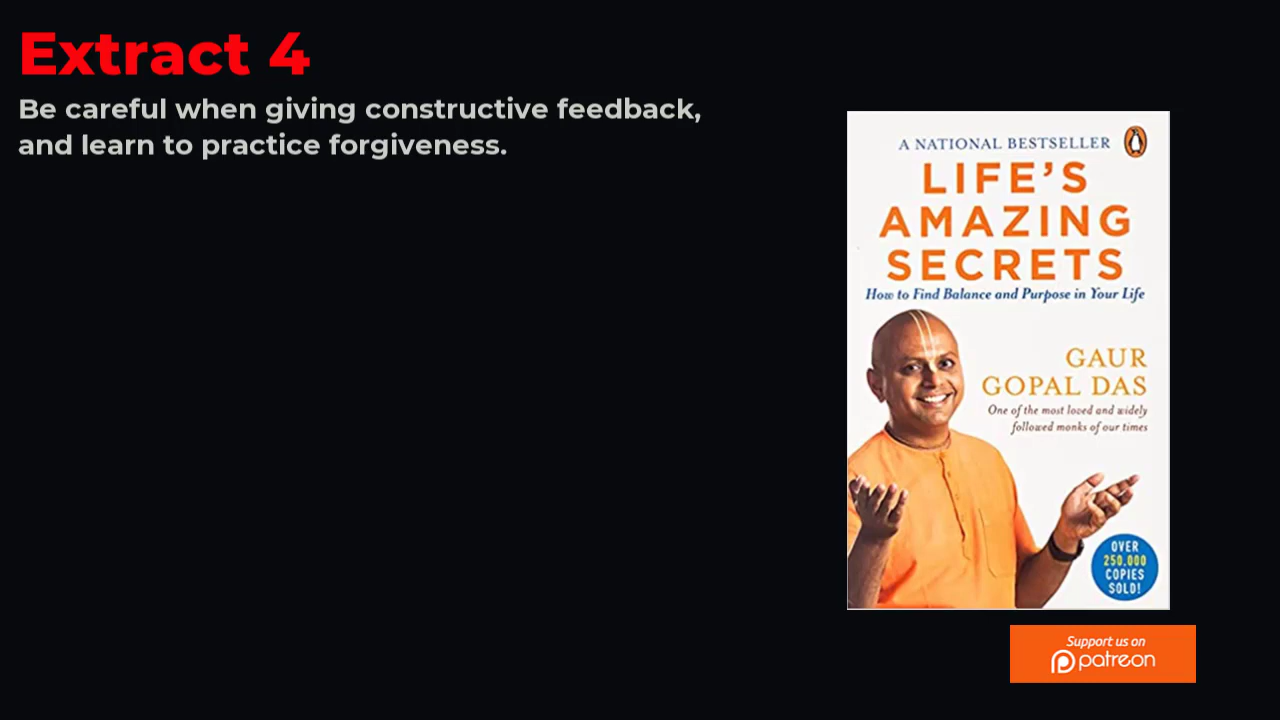 Extract 4
Be careful when giving constructive feedback,
and learn to practice forgiveness.
A NATIONAL BESTSELLER
LIFE'S
AMAZING
SECRETS
How to Find Balance and Purpose in Your Life
GAUR
GOPAL DAS
One of the most loved and widely
followed monks of our times
OVER
250,000
COPIES
SOLD!
Support us on
patreon